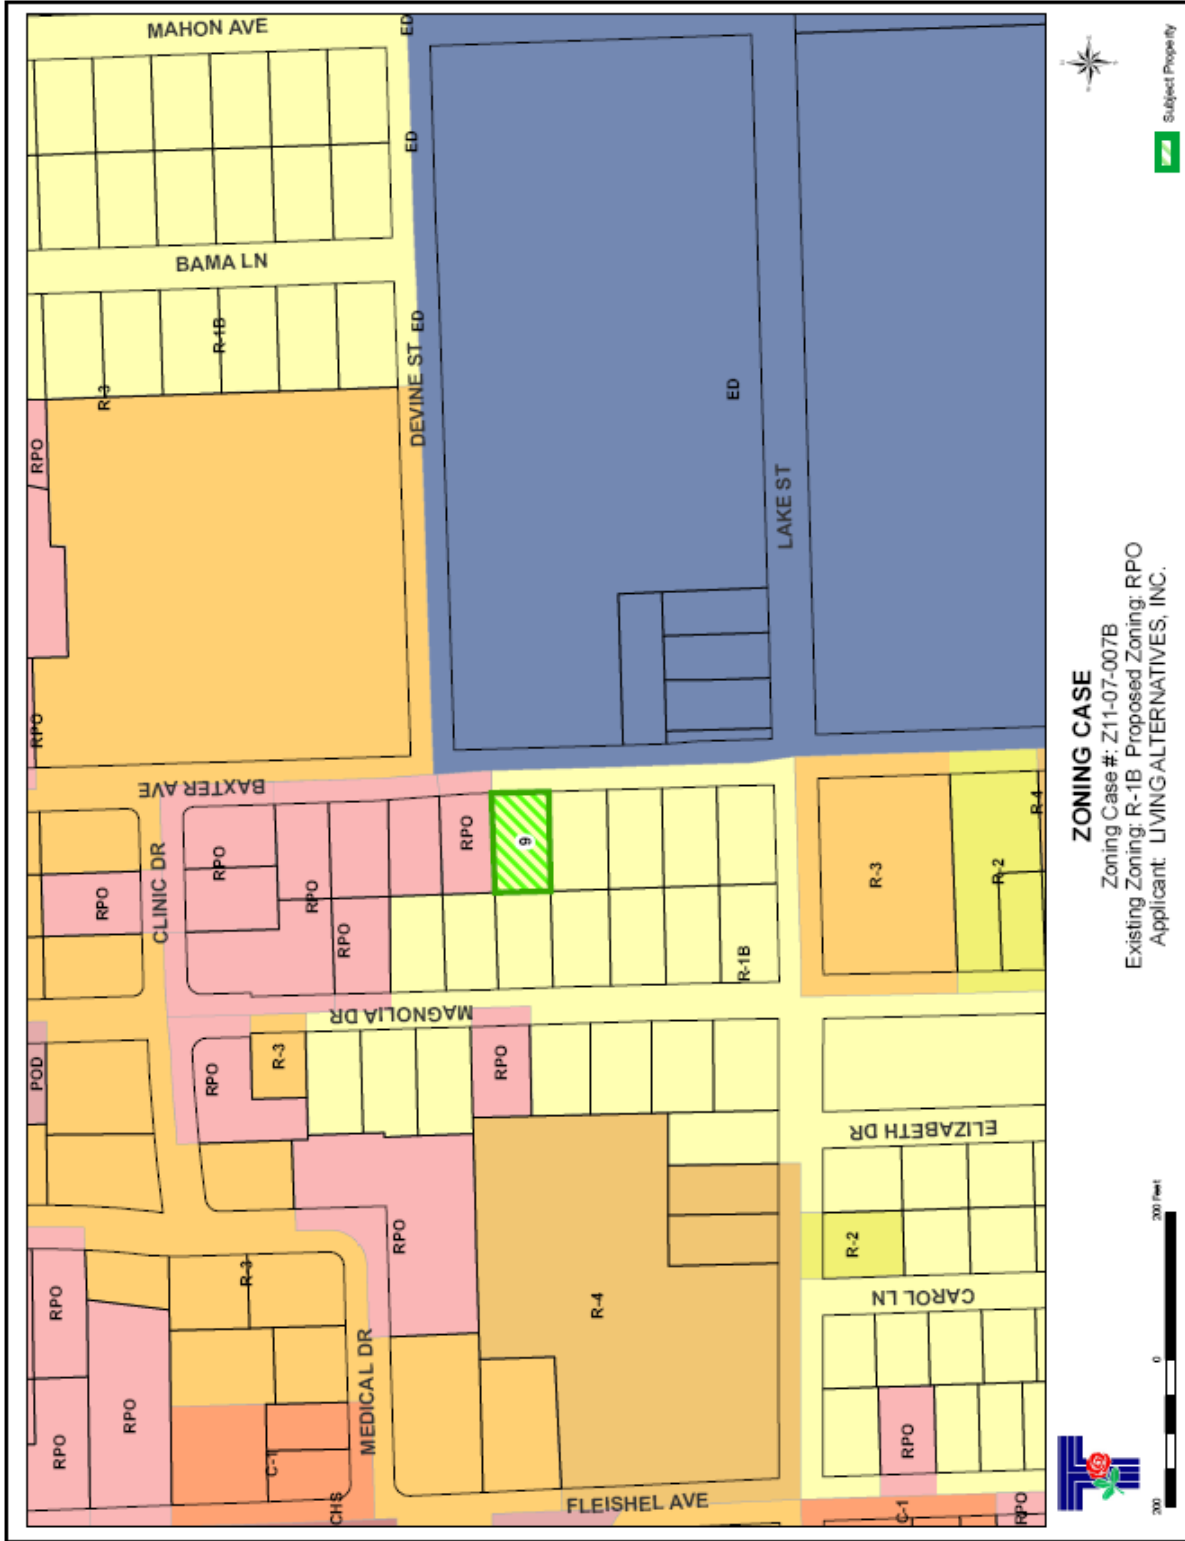 POD
RPO
RPO
RPO
RPO
RPO
R-3
RPO
CLINIC DR
BAXTER AVE
MAHON AVE
RPO
RPO
BAMA LN
R-1B
R-3
C-1
R-3
RPO
CHS
RPO
MEDICAL DR
RPO
MAGNOLIA DR
DEVINE ST
ED
ED
ED
RPO
RPO
9
R-4
FLEISHEL AVE
R-1B
ED
LAKE ST
R-2
R-3
C-1
RPO
CAROL LN
ELIZABETH DR
R-2
RPO
R-4
ZONING CASE
Zoning Case #: Z11-07-007B
Existing Zoning: R-1B Proposed Zoning: RPO
Applicant: LIVING ALTERNATIVES, INC.
200 0 200 Feet
Subject Property